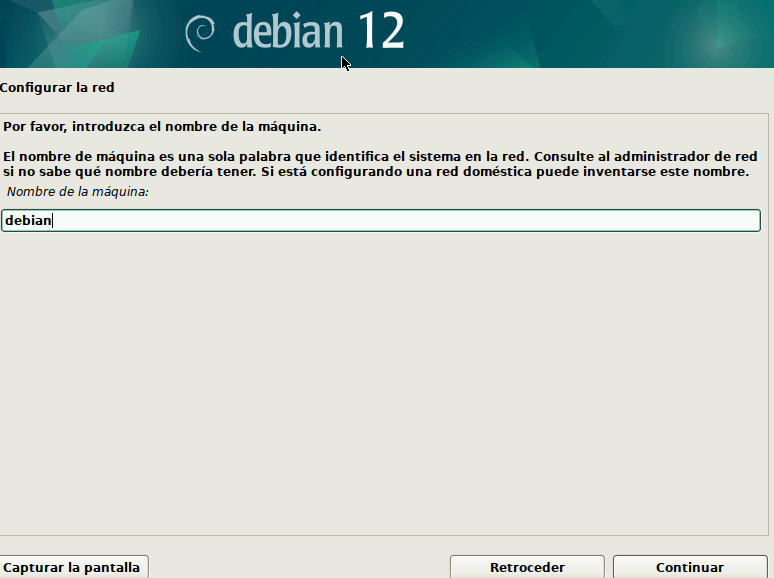 debian 12
Configurar la red
Por favor, introduzca el nombre de la máquina.
El nombre de máquina es una sola palabra que identifica el sistema en la red. Consulte al administrador de red
si no sabe qué nombre debería tener. Si está configurando una red doméstica puede inventarse este nombre.
Nombre de la máquina:
debian
Capturar la pantalla
Retroceder
Continuar